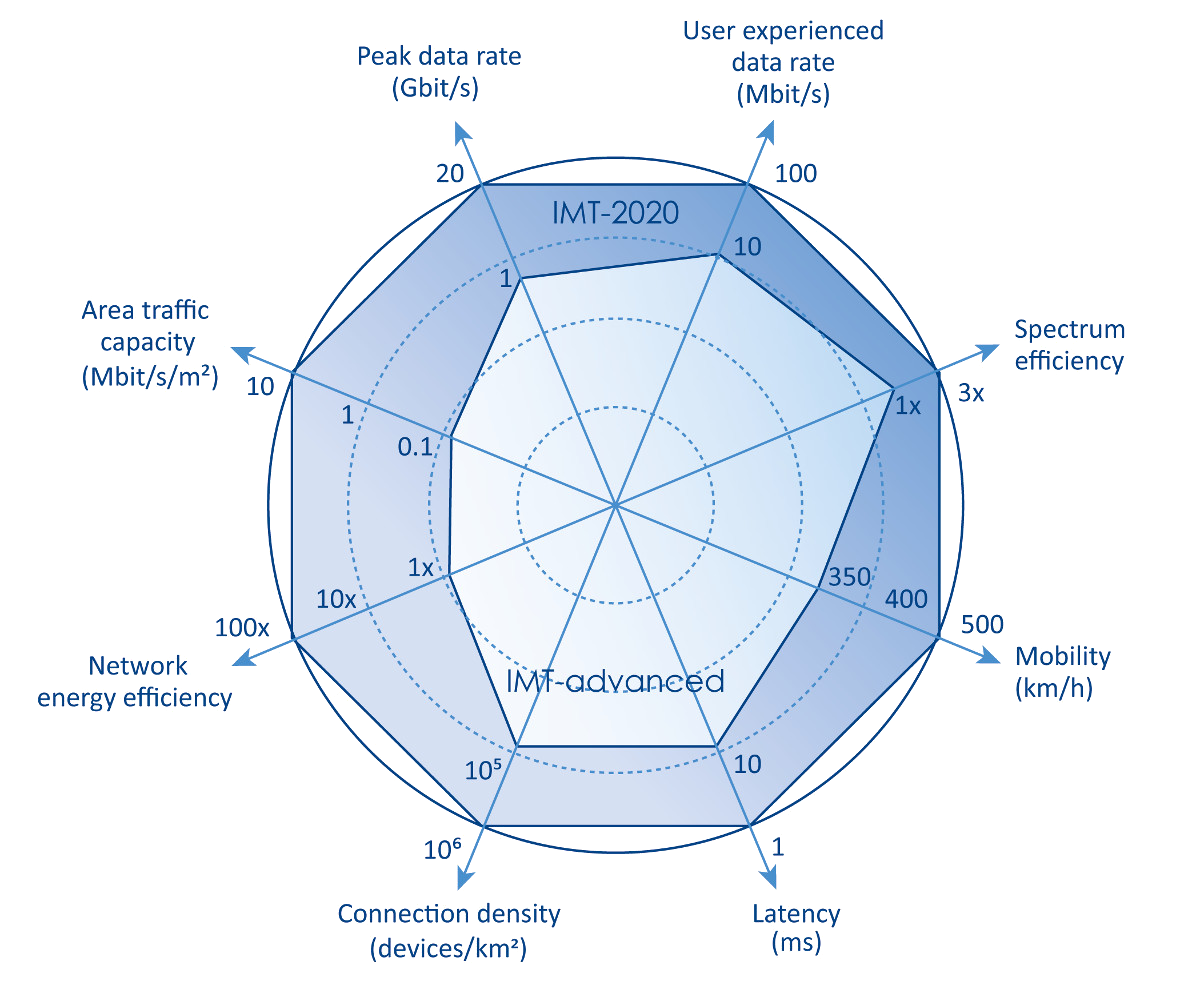 User experienced
data rate
(Mbit/s)
Peak data rate
(Gbit/s)
20
100
IMT-2020
10
1
Area traffic
capacity
(Mbit/s/m²)
10
1
0.1
Spectrum
efficiency
3x
1x
1x
10x
100x
350
400
500
Network
energy efficiency
Mobility
(km/h)
IMT-advanced
10⁵
10
10⁶
1
Connection density
(devices/km²)
Latency
(ms)